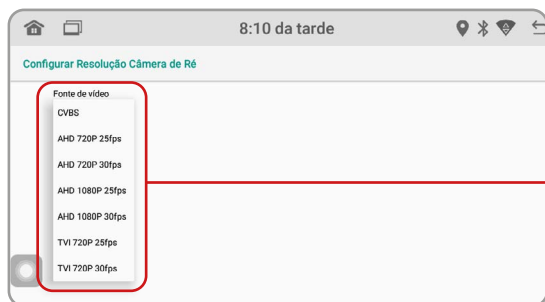 8:10 da tarde
Configurar Resolução Câmera de Ré
Fonte de vídeo
CVBS
AHD 720P 25fps
AHD 720P 30fps
AHD 1080P 25fps
AHD 1080P 30fps
TVI 720P 25fps
TVI 720P 30fps